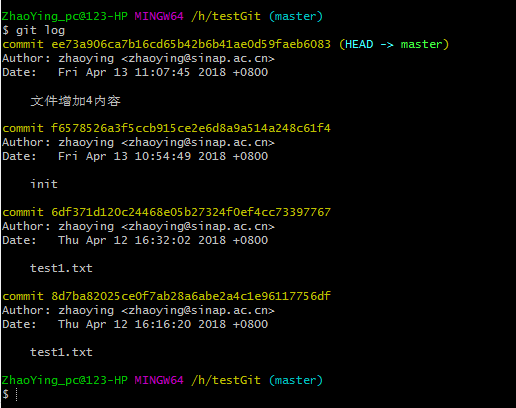 ZhaoYing_pc@123-HP MINGW64 /h/testGit (master)
$ git log
commit ee73a906ca7b16cd65b42b6b41ae0d59faeb6083 (HEAD -> master)
Author: zhaoying <zhaoying@sinap.ac.cn>
Date:   Fri Apr 13 11:07:45 2018 +0800
文件增加4内容
commit f6578526a3f5ccb915ce2e6d8a9a514a248c61f4
Author: zhaoying <zhaoying@sinap.ac.cn>
Date:   Fri Apr 13 10:54:49 2018 +0800
init
commit 6df371d120c24468e05b27324f0ef4cc73397767
Author: zhaoying <zhaoying@sinap.ac.cn>
Date:   Thu Apr 12 16:32:02 2018 +0800
test1.txt
commit 8d7ba82025ce0f7ab28a6abe2a4c1e96117756df
Author: zhaoying <zhaoying@sinap.ac.cn>
Date:   Thu Apr 12 16:16:20 2018 +0800
test1.txt
ZhaoYing_pc@123-HP MINGW64 /h/testGit (master)
$